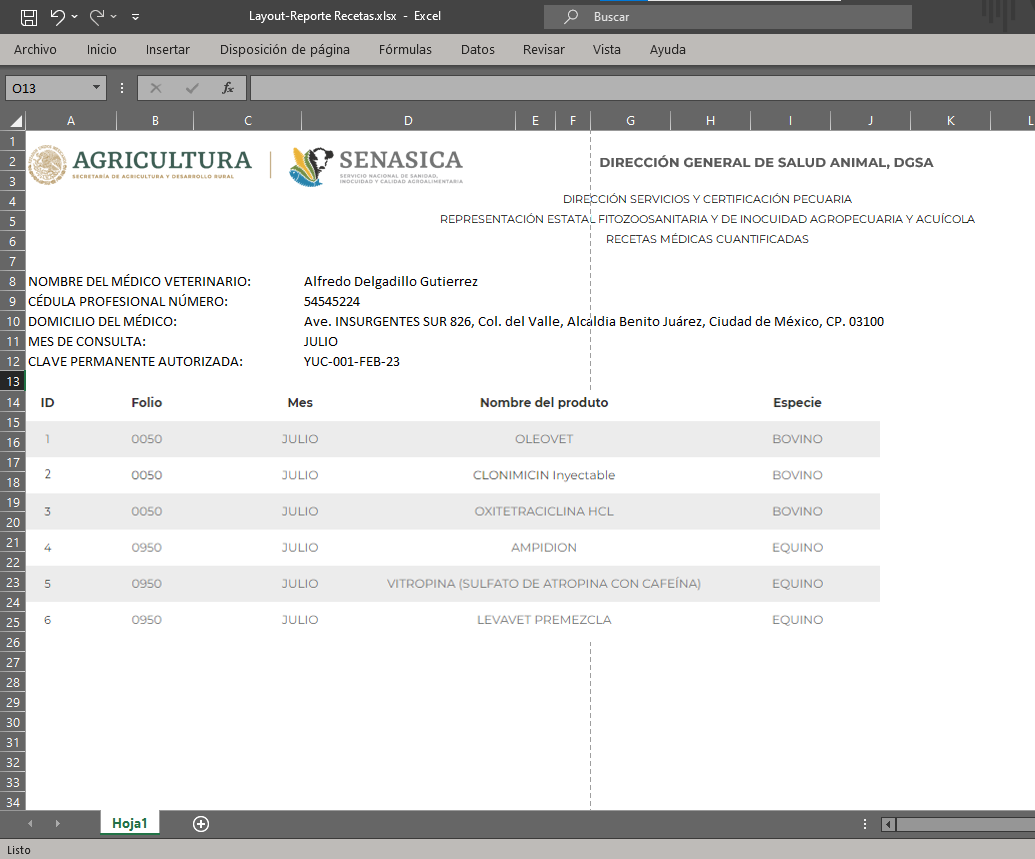 Layout-Reporte Recetas.xlsx - Excel
Buscar
Archivo Inicio Insertar Disposición de página Fórmulas Datos Revisar Vista Ayuda
O13 fx
A B C D E F G H I J K L
1
2
3
4
5
6
7
8
9
10
11
12
13
14
15
16
17
18
19
20
21
22
23
24
25
26
27
28
29
30
31
32
33
34
AGRICULTURA
SECRETARÍA DE AGRICULTURA Y DESARROLLO RURAL
SENASICA
SERVICIO NACIONAL DE SANIDAD,
INOCUIDAD Y CALIDAD AGROALIMENTARIA
DIRECCIÓN GENERAL DE SALUD ANIMAL, DGSA
DIRECCIÓN SERVICIOS Y CERTIFICACIÓN PECUARIA
REPRESENTACIÓN ESTATAL FITOZOOSANITARIA Y DE INOCUIDAD AGROPECUARIA Y ACUÍCOLA
RECETAS MÉDICAS CUANTIFICADAS
NOMBRE DEL MÉDICO VETERINARIO: Alfredo Delgadillo Gutierrez
CÉDULA PROFESIONAL NÚMERO: 54545224
DOMICILIO DEL MÉDICO: Ave. INSURGENTES SUR 826, Col. del Valle, Alcaldia Benito Juárez, Ciudad de México, CP. 03100
MES DE CONSULTA: JULIO
CLAVE PERMANENTE AUTORIZADA: YUC-001-FEB-23
ID Folio Mes Nombre del produto Especie
1 0050 JULIO OLEOVET BOVINO
2 0050 JULIO CLONIMICIN Inyectable BOVINO
3 0050 JULIO OXITETRACICLINA HCL BOVINO
4 0950 JULIO AMPIDION EQUINO
5 0950 JULIO VITROPINA (SULFATO DE ATROPINA CON CAFEÍNA) EQUINO
6 0950 JULIO LEVAVET PREMEZCLA EQUINO
Hoja1
Listo